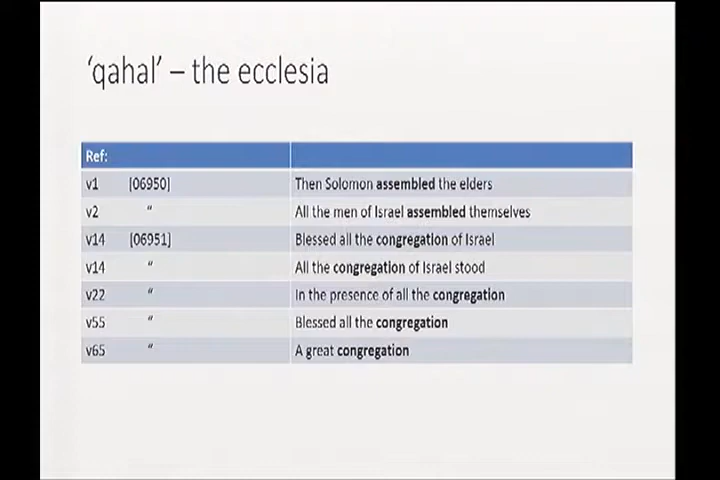 ‘qahal’ – the ecclesia
Ref:
v1 [06950] Then Solomon assembled the elders
v2 “ All the men of Israel assembled themselves
v14 [06951] Blessed all the congregation of Israel
v14 “ All the congregation of Israel stood
v22 “ In the presence of all the congregation
v55 “ Blessed all the congregation
v65 “ A great congregation